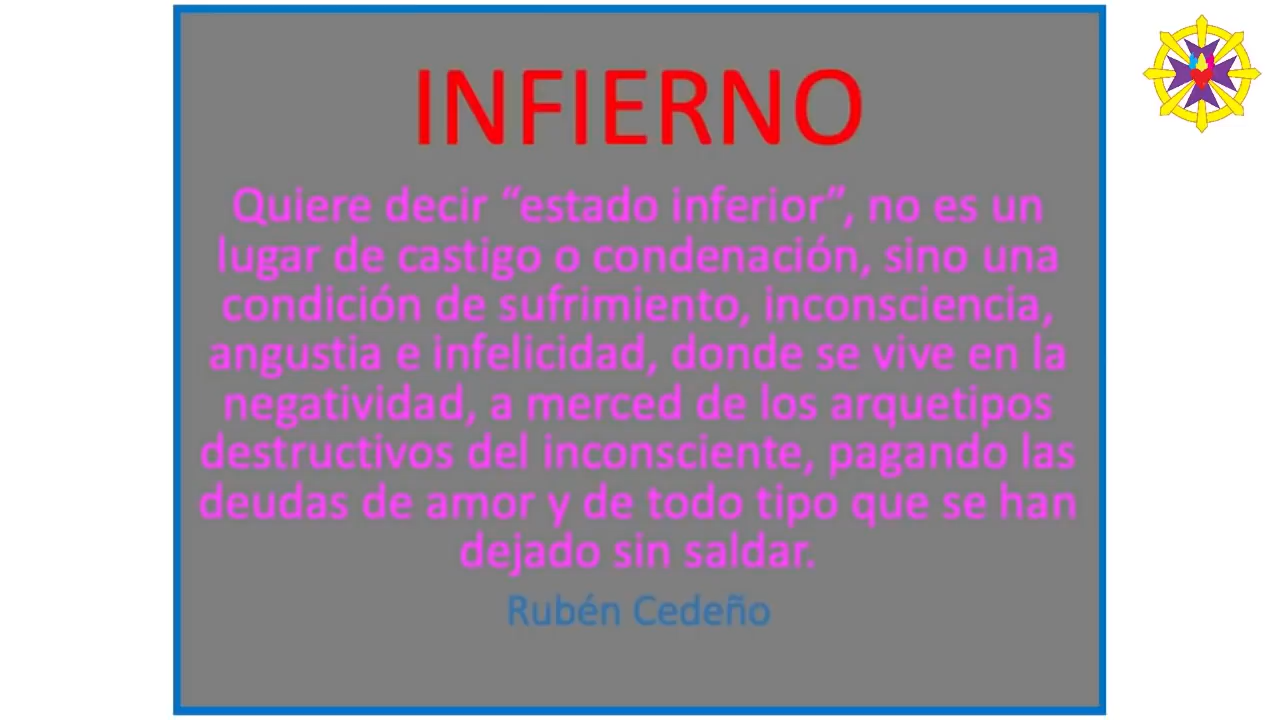 INFIERNO
Quiere decir “estado inferior”, no es un
lugar de castigo o condenación, sino una
condición de sufrimiento, inconsciencia,
angustia e infelicidad, donde se vive en la
negatividad, a merced de los arquetipos
destructivos del inconsciente, pagando las
deudas de amor y de todo tipo que se han
dejado sin saldar.
Rubén Cedeño